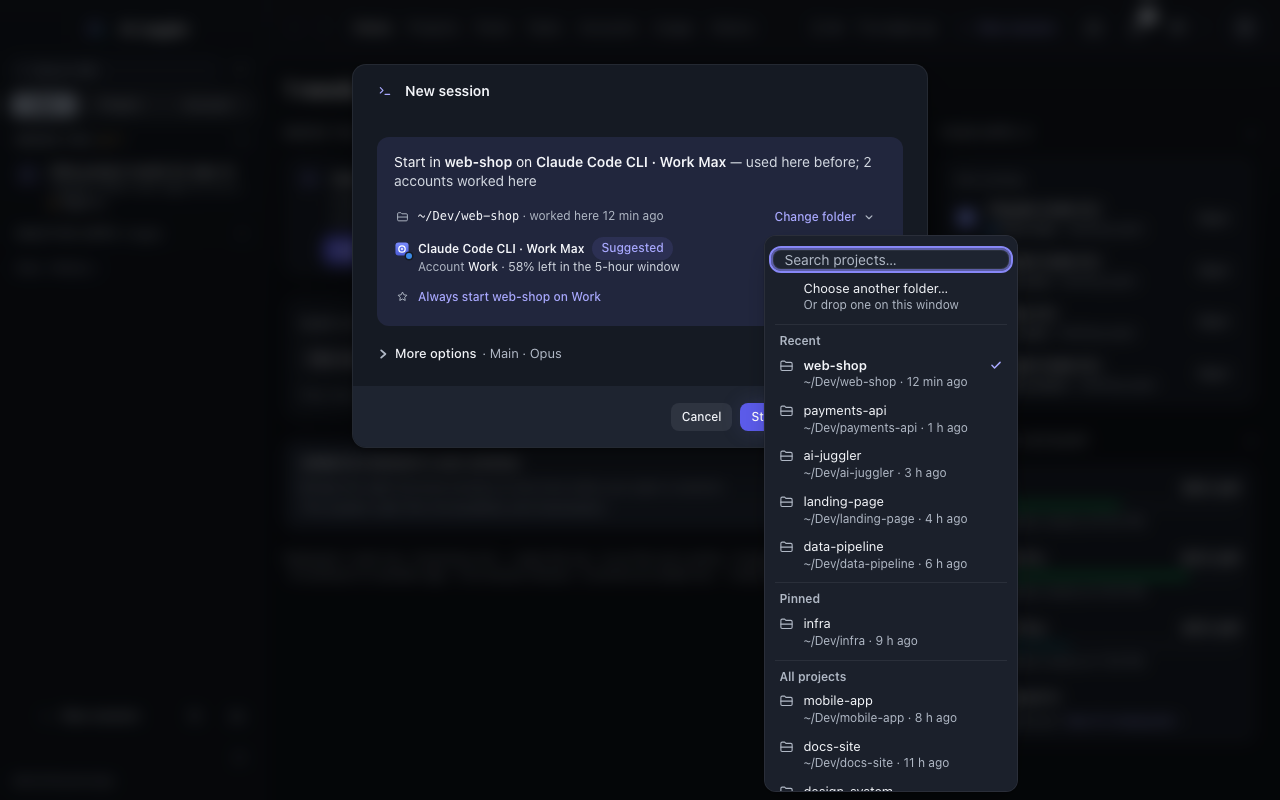 New session
Start in web-shop on Claude Code CLI · Work Max — used here before; 2
accounts worked here
~/Dev/web-shop · worked here 12 min ago
Change folder
Claude Code CLI · Work Max
Suggested
Account Work · 58% left in the 5-hour window
Always start web-shop on Work
More options · Main · Opus
Cancel
Search projects...
Choose another folder...
Or drop one on this window
Recent
web-shop
~/Dev/web-shop · 12 min ago
payments-api
~/Dev/payments-api · 1 h ago
ai-juggler
~/Dev/ai-juggler · 3 h ago
landing-page
~/Dev/landing-page · 4 h ago
data-pipeline
~/Dev/data-pipeline · 6 h ago
Pinned
infra
~/Dev/infra · 9 h ago
All projects
mobile-app
~/Dev/mobile-app · 8 h ago
docs-site
~/Dev/docs-site · 11 h ago